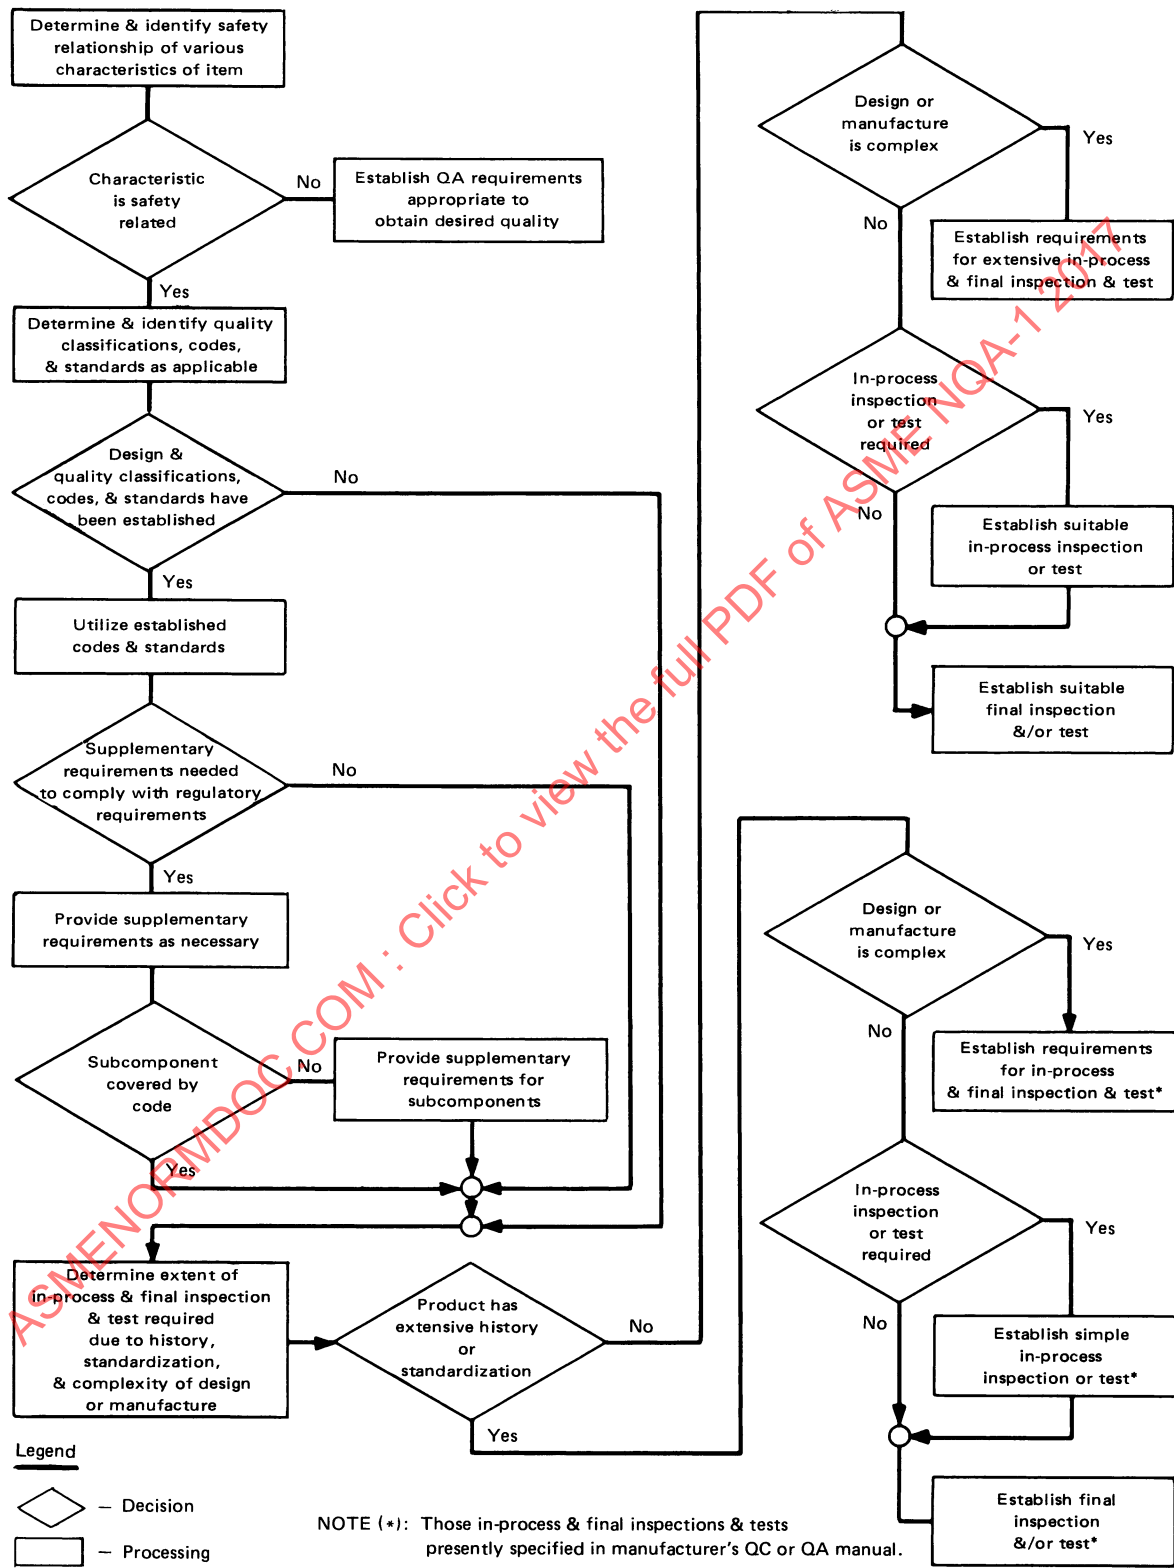 Determine & identify safety
relationship of various
characteristics of item
Characteristic
is safety
related
No
Establish QA requirements
appropriate to
obtain desired quality
Yes
Determine & identify quality
classifications, codes,
& standards as applicable
Design &
quality classifications,
codes, & standards have
been established
No
Yes
Utilize established
codes & standards
Supplementary
requirements needed
to comply with regulatory
requirements
No
Yes
Provide supplementary
requirements as necessary
Subcomponent
covered by
code
No
Provide supplementary
requirements for
subcomponents
Yes
Determine extent of
in-process & final inspection
& test required
due to history,
standardization,
& complexity of design
or manufacture
Product has
extensive history
or
standardization
No
Yes
Design or
manufacture
is complex
Yes
No
Establish requirements
for extensive in-process
& final inspection & test
In-process
inspection
or test
required
Yes
No
Establish suitable
in-process inspection
or test
Establish suitable
final inspection
&/or test
Design or
manufacture
is complex
Yes
No
Establish requirements
for in-process
& final inspection & test*
In-process
inspection
or test
required
Yes
No
Establish simple
in-process
inspection or test*
Establish final
inspection
&/or test*
Legend
– Decision
– Processing
NOTE (*): Those in-process & final inspections & tests
presently specified in manufacturer's QC or QA manual.
ASMENORMDOC.COM : Click to view the full PDF of ASME NQA-1 2017